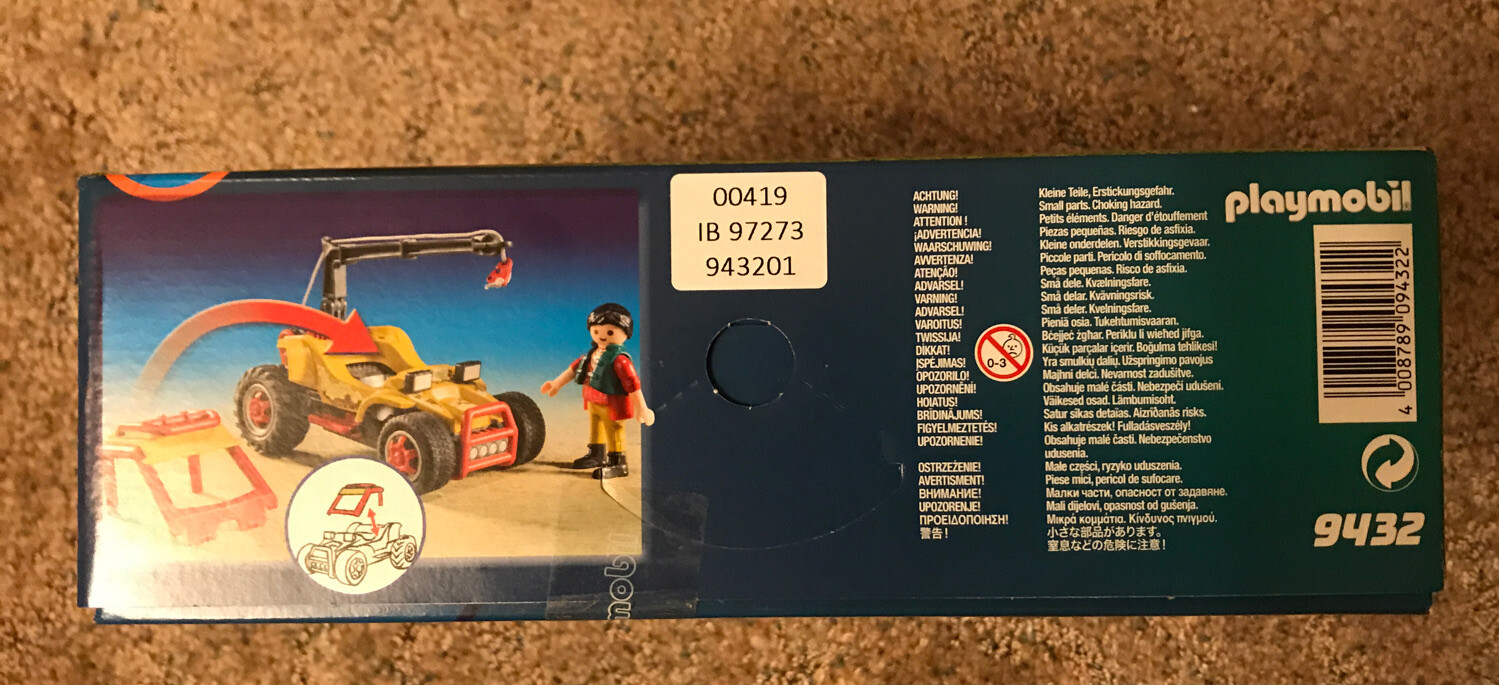 00419
IB 97273
943201
ACHTUNG!
WARNING!
ATTENTION !
¡ADVERTENCIA!
WAARSCHUWING!
AVVERTENZA!
ATENÇÃO!
ADVARSEL!
VARNING!
ADVARSEL!
VAROITUS!
TWISSIJA!
DİKKAT!
ĮSPĖJIMAS!
OPOZORILO!
UPOZORNĚNÍ!
HOIATUS!
BRĪDINĀJUMS!
FIGYELMEZTETÉS!
UPOZORNENIE!
OSTRZEŻENIE!
AVERTISMENT!
ВНИМАНИЕ!
UPOZORENJE!
ΠΡΟΕΙΔΟΠΟΙΗΣΗ!
警告！
0-3
Kleine Teile, Erstickungsgefahr.
Small parts. Choking hazard.
Petits éléments. Danger d'étouffement
Piezas pequeñas. Riesgo de asfixia.
Kleine onderdelen. Verstikkingsgevaar.
Piccole parti. Pericolo di soffocamento.
Peças pequenas. Risco de asfixia.
Små dele. Kvælningsfare.
Små delar. Kvävningsrisk.
Små deler. Kvelningsfare.
Pieniä osia. Tukehtumisvaaran.
Bċejjeċ żgħar. Periklu li wieħed jifga.
Küçük parçalar içerir. Boğulma tehlikesi!
Yra smulkių dalių. Užspringimo pavojus
Majhni delci. Nevarnost zadušitve.
Obsahuje malé části. Nebezpečí udušení.
Väikesed osad. Lämbumisoht.
Satur sīkas detaļas. Aizrīšanās risks.
Kis alkatrészek! Fulladásveszély!
Obsahuje malé časti. Nebezpečenstvo
udusenia.
Małe części, ryzyko uduszenia.
Piese mici, pericol de sufocare.
Малки части, опасност от задавяне.
Mali dijelovi, opasnost od gušenja.
Μικρά κομμάτια. Κίνδυνος πνιγμού.
小さな部品があります。
窒息などの危険に注意！
playmobil
4 008789 094322
9432
mobil